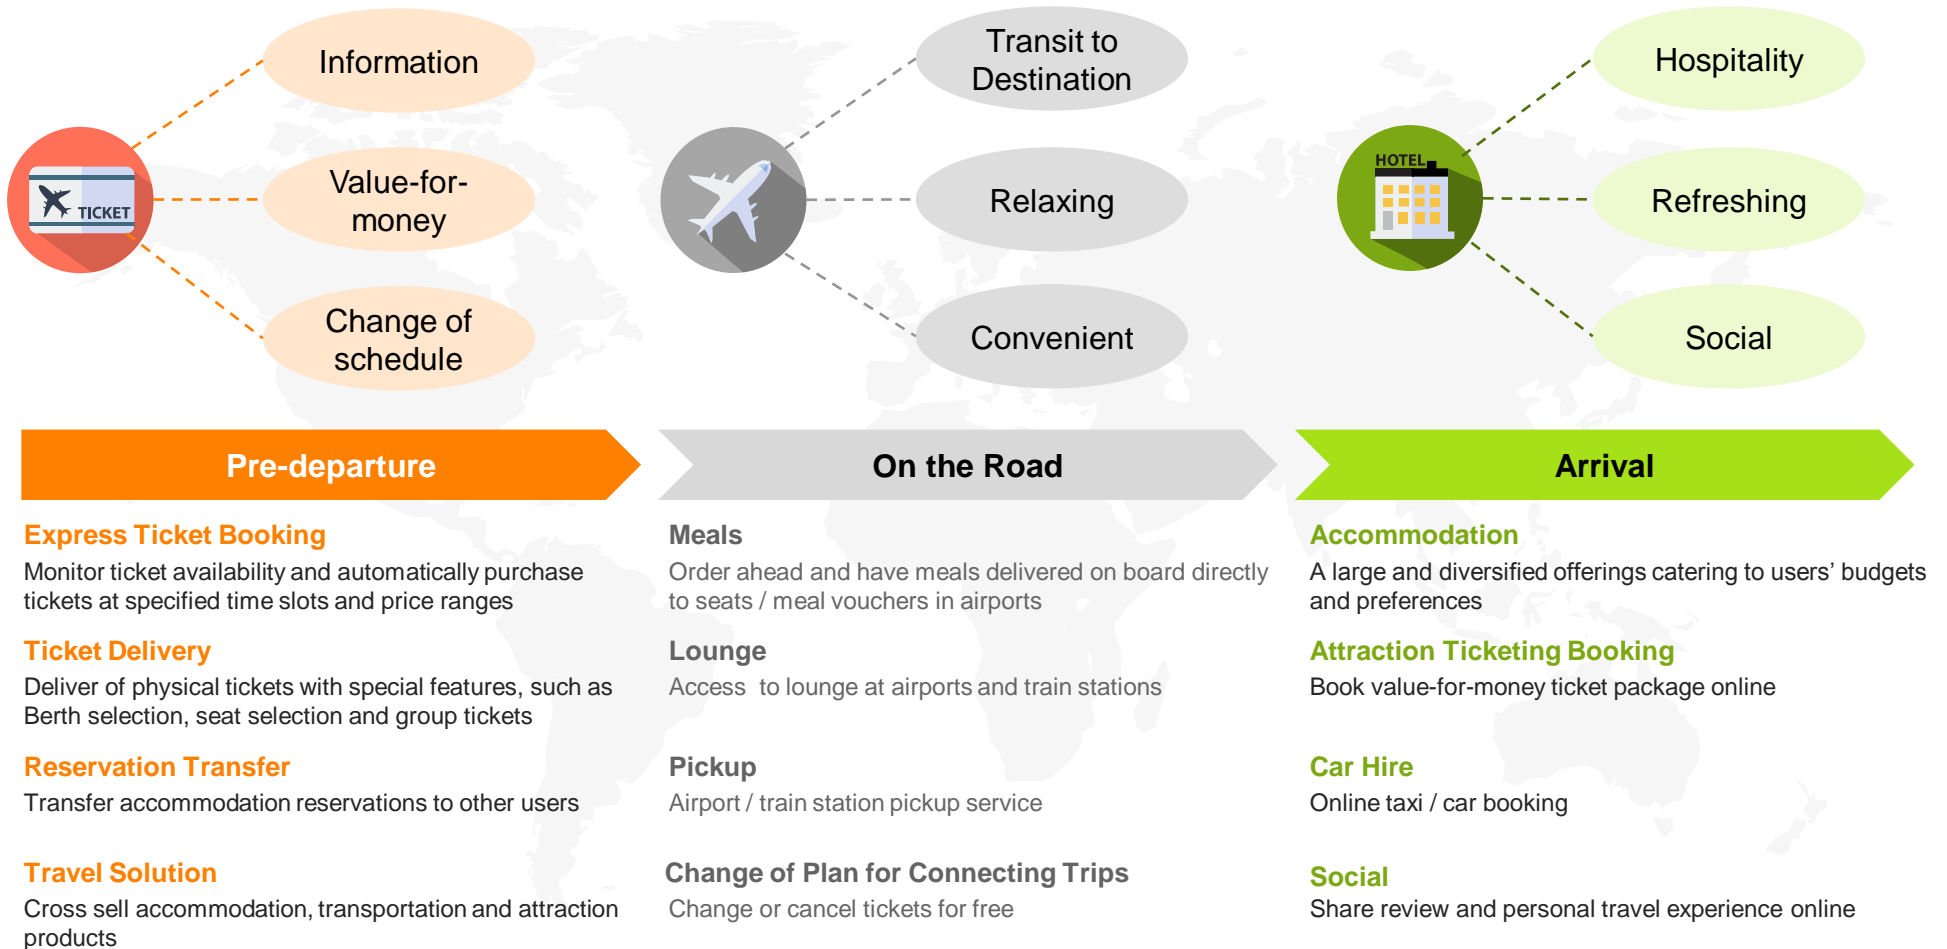 Information
Value-for-
money
Change of
schedule
TICKET
Transit to
Destination
Relaxing
Convenient
HOTEL
Hospitality
Refreshing
Social
Pre-departure
On the Road
Arrival
Express Ticket Booking
Monitor ticket availability and automatically purchase
tickets at specified time slots and price ranges
Ticket Delivery
Deliver of physical tickets with special features, such as
Berth selection, seat selection and group tickets
Reservation Transfer
Transfer accommodation reservations to other users
Travel Solution
Cross sell accommodation, transportation and attraction
products
Meals
Order ahead and have meals delivered on board directly
to seats / meal vouchers in airports
Lounge
Access to lounge at airports and train stations
Pickup
Airport / train station pickup service
Change of Plan for Connecting Trips
Change or cancel tickets for free
Accommodation
A large and diversified offerings catering to users’ budgets
and preferences
Attraction Ticketing Booking
Book value-for-money ticket package online
Car Hire
Online taxi / car booking
Social
Share review and personal travel experience online